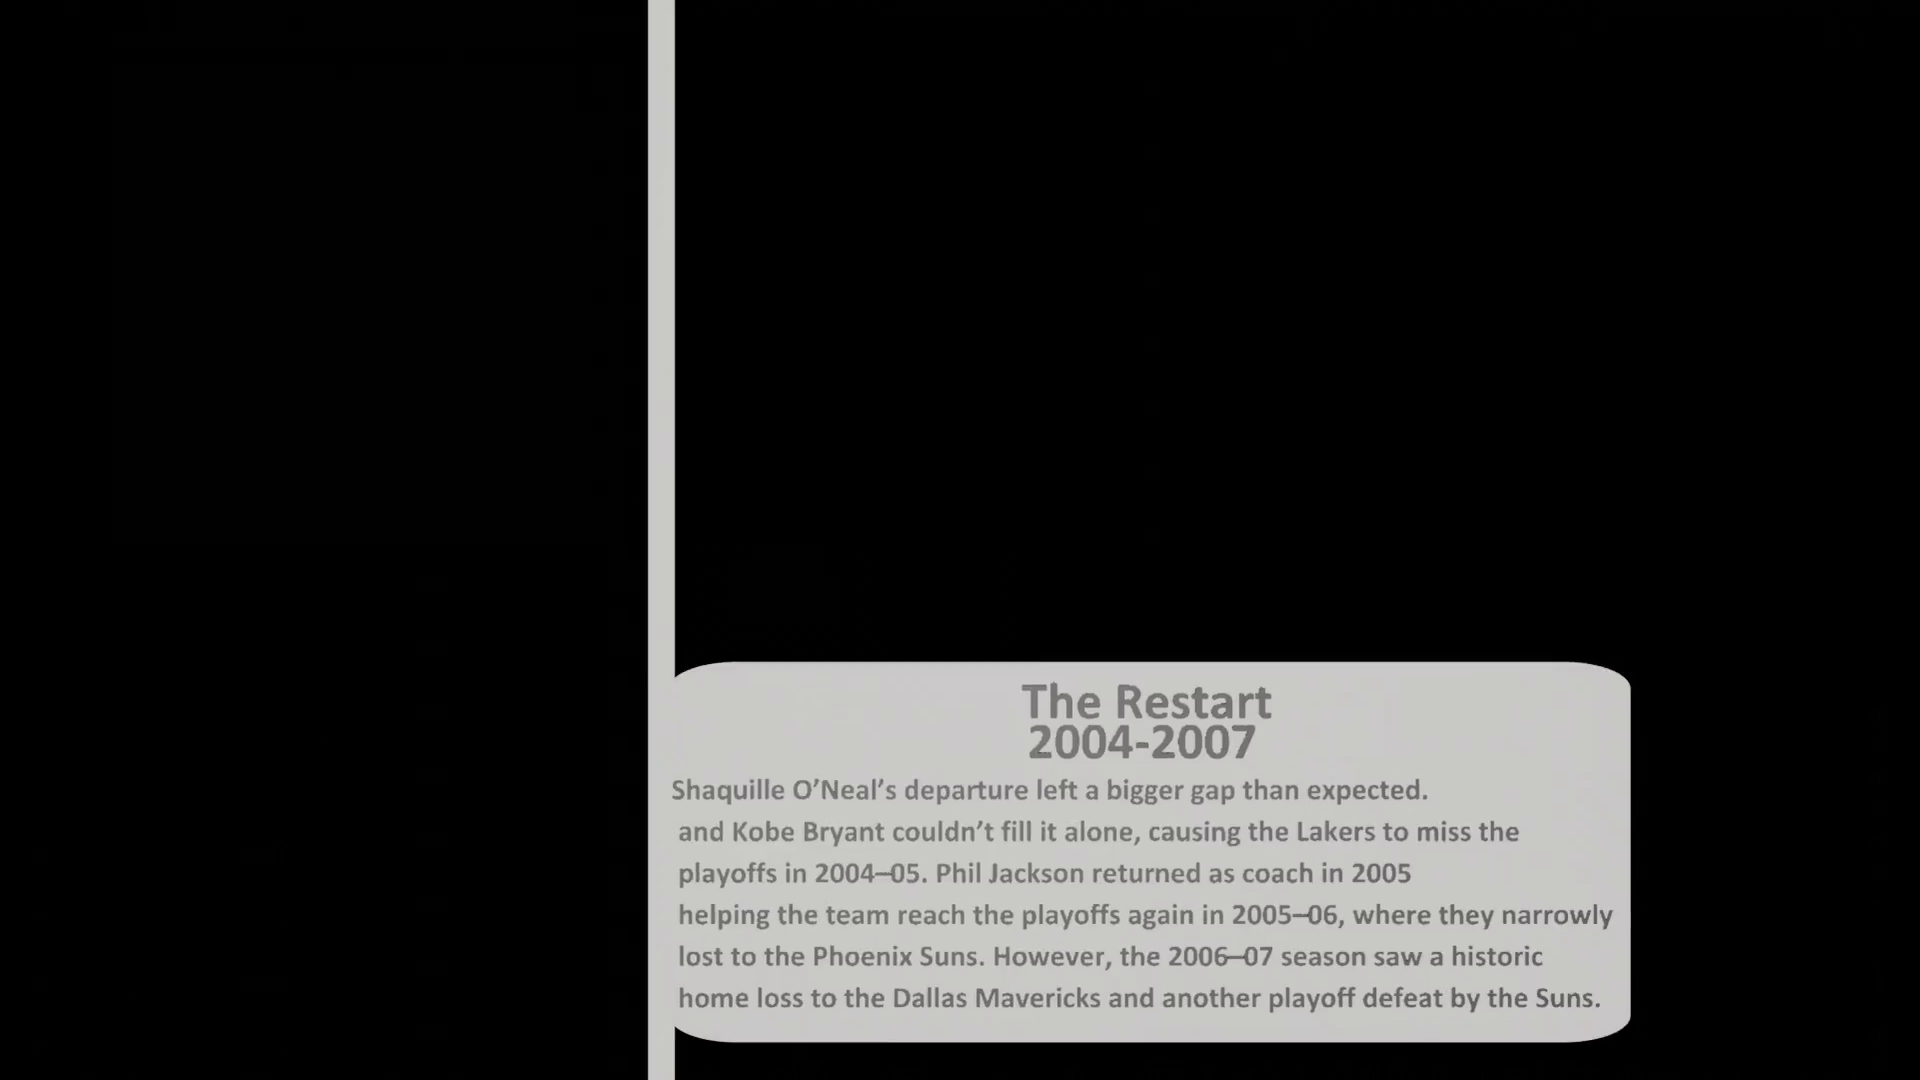 The Restart
2004-2007
Shaquille O’Neal’s departure left a bigger gap than expected.
and Kobe Bryant couldn’t fill it alone, causing the Lakers to miss the
playoffs in 2004–05. Phil Jackson returned as coach in 2005
helping the team reach the playoffs again in 2005–06, where they narrowly
lost to the Phoenix Suns. However, the 2006–07 season saw a historic
home loss to the Dallas Mavericks and another playoff defeat by the Suns.